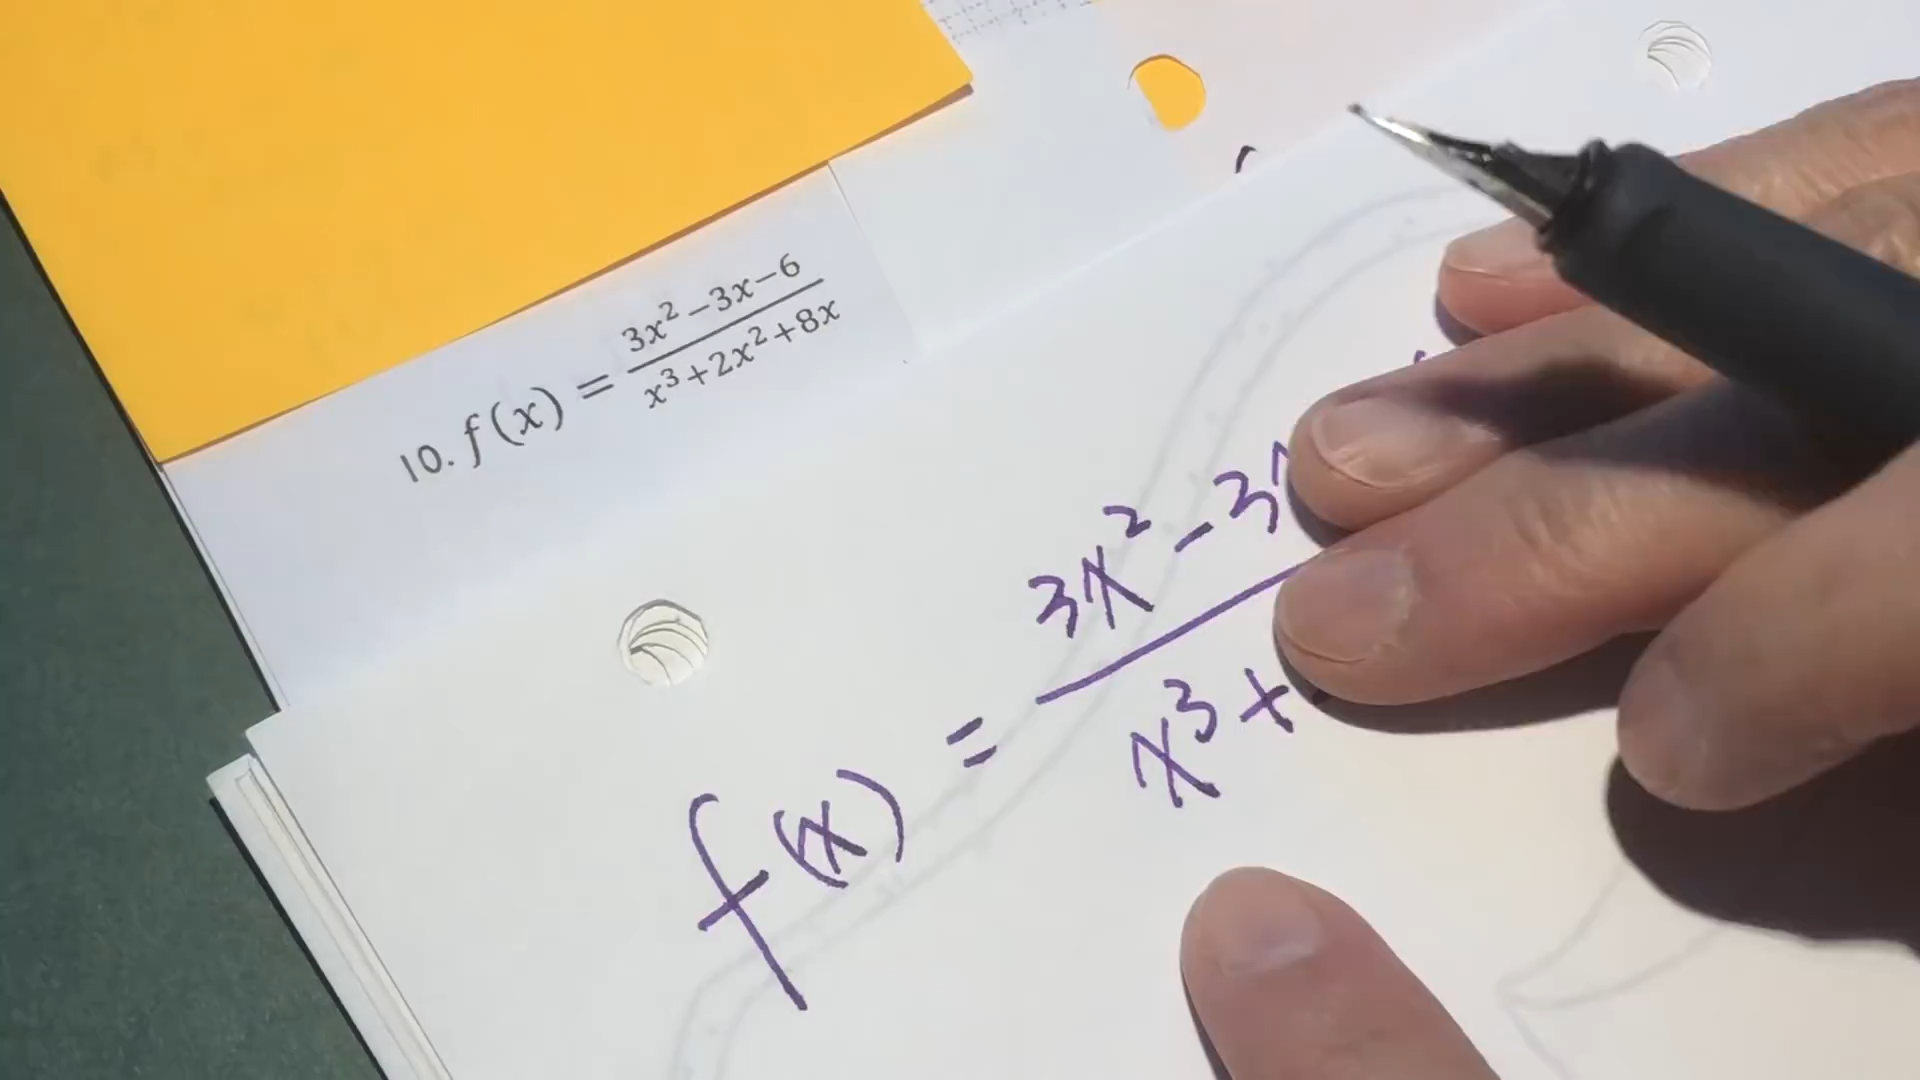 10. f(x) = (3x² − 3x − 6)/(x³ + 2x² + 8x)
f(x) = (3x² − 3)/(x³ +)